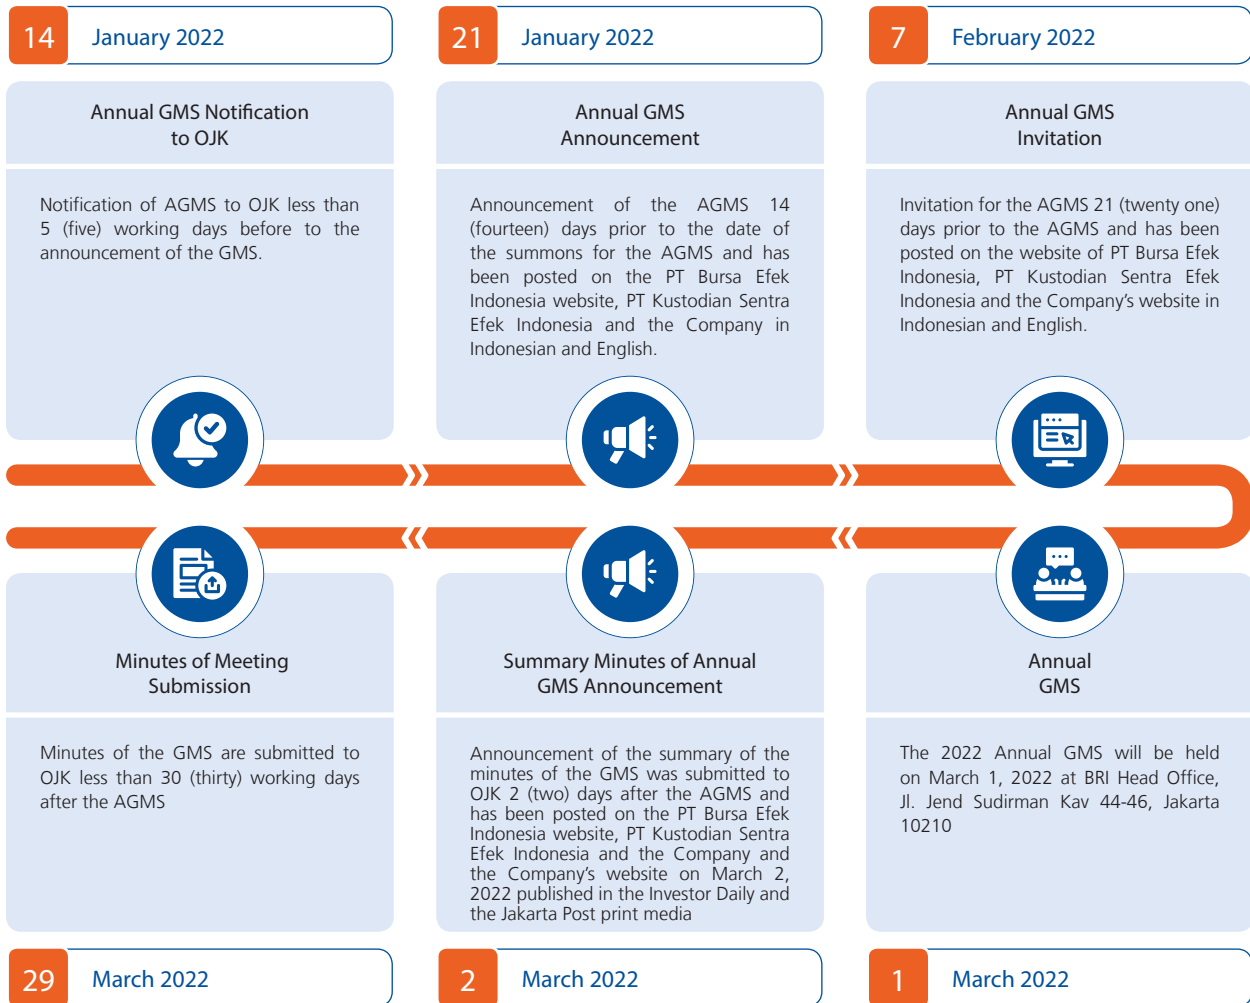 14 January 2022
Annual GMS Notification
to OJK
Notification of AGMS to OJK less than
5 (five) working days before to the
announcement of the GMS.
21 January 2022
Annual GMS
Announcement
Announcement of the AGMS 14
(fourteen) days prior to the date of
the summons for the AGMS and has
been posted on the PT Bursa Efek
Indonesia website, PT Kustodian Sentra
Efek Indonesia and the Company in
Indonesian and English.
7 February 2022
Annual GMS
Invitation
Invitation for the AGMS 21 (twenty one)
days prior to the AGMS and has been
posted on the website of PT Bursa Efek
Indonesia, PT Kustodian Sentra Efek
Indonesia and the Company's website in
Indonesian and English.
Annual
GMS
The 2022 Annual GMS will be held
on March 1, 2022 at BRI Head Office,
Jl. Jend Sudirman Kav 44-46, Jakarta
10210
1 March 2022
Summary Minutes of Annual
GMS Announcement
Announcement of the summary of the
minutes of the GMS was submitted to
OJK 2 (two) days after the AGMS and
has been posted on the PT Bursa Efek
Indonesia website, PT Kustodian Sentra
Efek Indonesia and the Company and
the Company's website on March 2,
2022 published in the Investor Daily and
the Jakarta Post print media
2 March 2022
Minutes of Meeting
Submission
Minutes of the GMS are submitted to
OJK less than 30 (thirty) working days
after the AGMS
29 March 2022